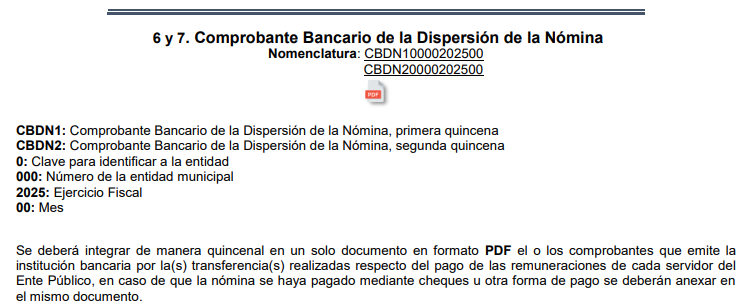 6 y 7. Comprobante Bancario de la Dispersión de la Nómina
Nomenclatura: CBDN10000202500
CBDN20000202500
PDF
CBDN1: Comprobante Bancario de la Dispersión de la Nómina, primera quincena
CBDN2: Comprobante Bancario de la Dispersión de la Nómina, segunda quincena
0: Clave para identificar a la entidad
000: Número de la entidad municipal
2025: Ejercicio Fiscal
00: Mes
Se deberá integrar de manera quincenal en un solo documento en formato PDF el o los comprobantes que emite la
institución bancaria por la(s) transferencia(s) realizadas respecto del pago de las remuneraciones de cada servidor del
Ente Público, en caso de que la nómina se haya pagado mediante cheques u otra forma de pago se deberán anexar en
el mismo documento.